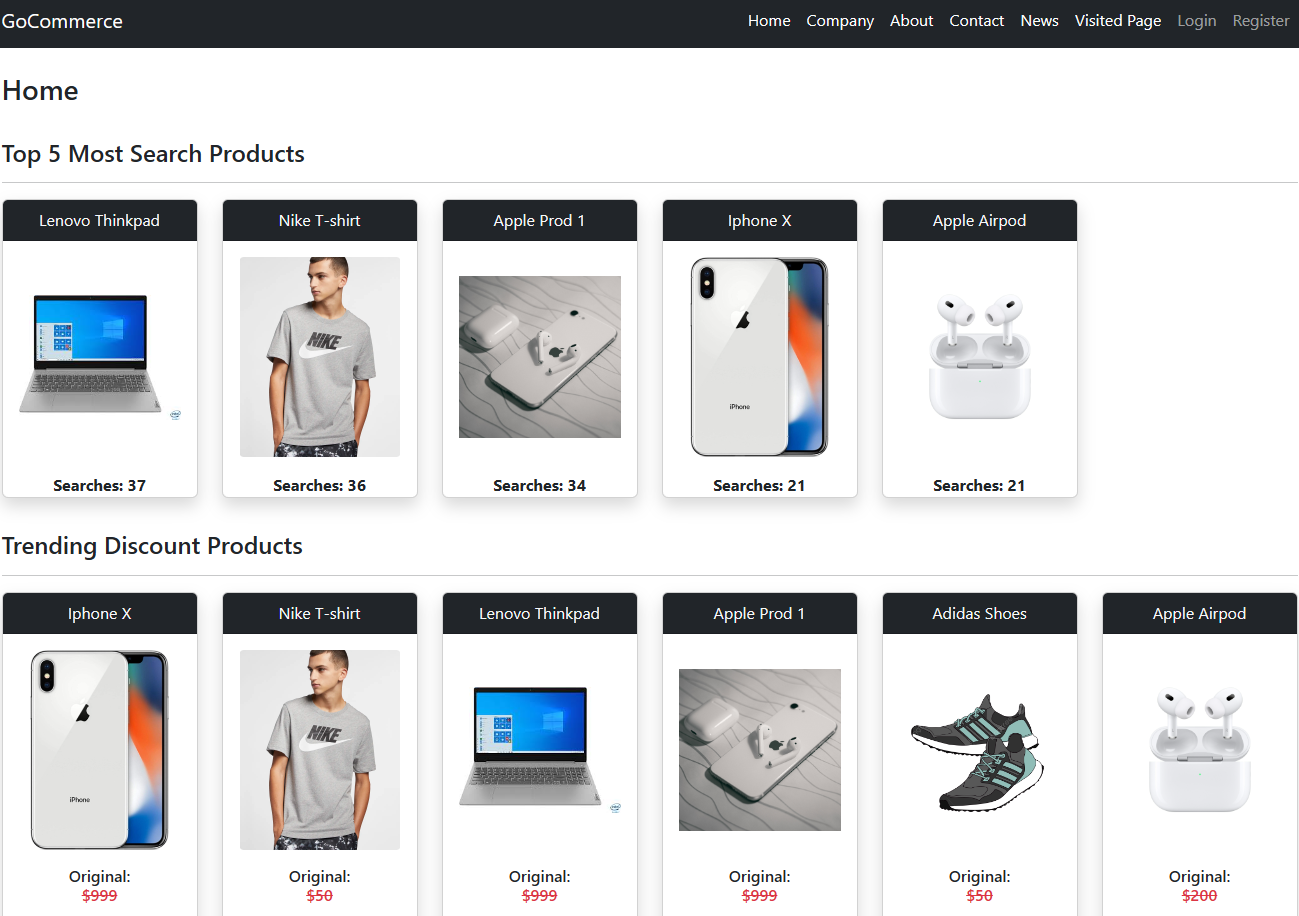 GoCommerce
Home Company About Contact News Visited Page Login Register
Home
Top 5 Most Search Products
Lenovo Thinkpad
Nike T-shirt
Apple Prod 1
Iphone X
Apple Airpod
NIKE
iPhone
Searches: 37
Searches: 36
Searches: 34
Searches: 21
Searches: 21
Trending Discount Products
Iphone X
Nike T-shirt
Lenovo Thinkpad
Apple Prod 1
Adidas Shoes
Apple Airpod
iPhone
NIKE
Original:
$999
Original:
$50
Original:
$999
Original:
$999
Original:
$50
Original:
$200